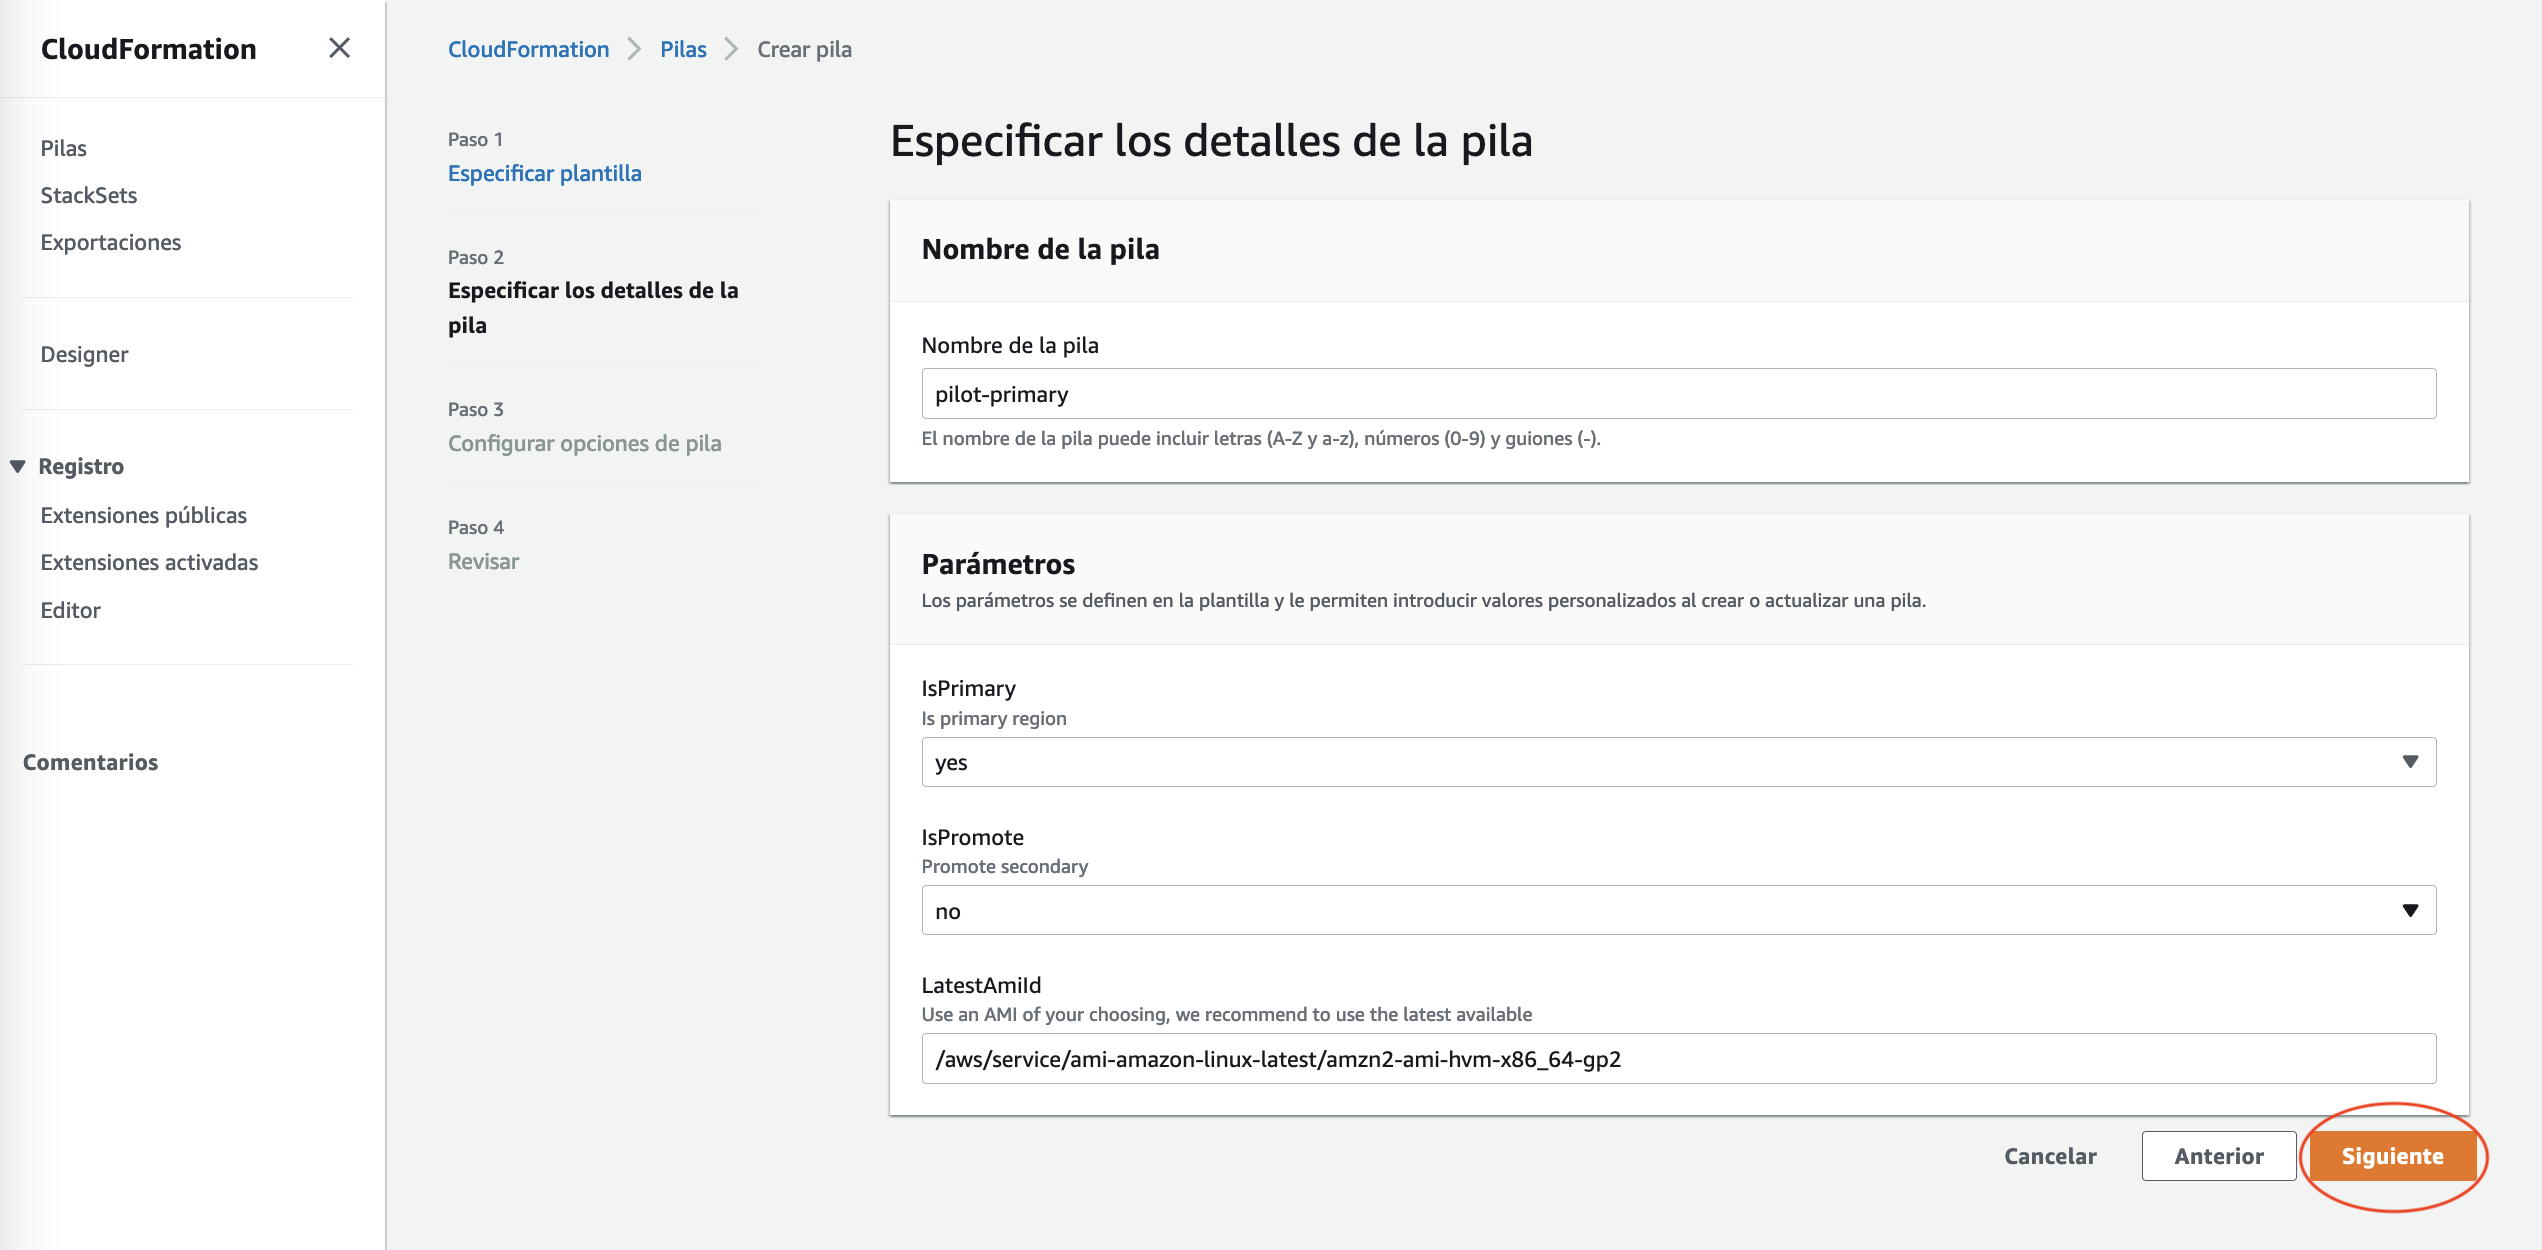 CloudFormation
Pilas
StackSets
Exportaciones
Designer
Registro
Extensiones públicas
Extensiones activadas
Editor
Comentarios
CloudFormation
Pilas
Crear pila
Paso 1
Especificar plantilla
Paso 2
Especificar los detalles de la
pila
Paso 3
Configurar opciones de pila
Paso 4
Revisar
Especificar los detalles de la pila
Nombre de la pila
Nombre de la pila
pilot-primary
El nombre de la pila puede incluir letras (A-Z y a-z), números (0-9) y guiones (-).
Parámetros
Los parámetros se definen en la plantilla y le permiten introducir valores personalizados al crear o actualizar una pila.
IsPrimary
Is primary region
yes
IsPromote
Promote secondary
no
LatestAmiId
Use an AMI of your choosing, we recommend to use the latest available
/aws/service/ami-amazon-linux-latest/amzn2-ami-hvm-x86_64-gp2
Cancelar
Anterior
Siguiente